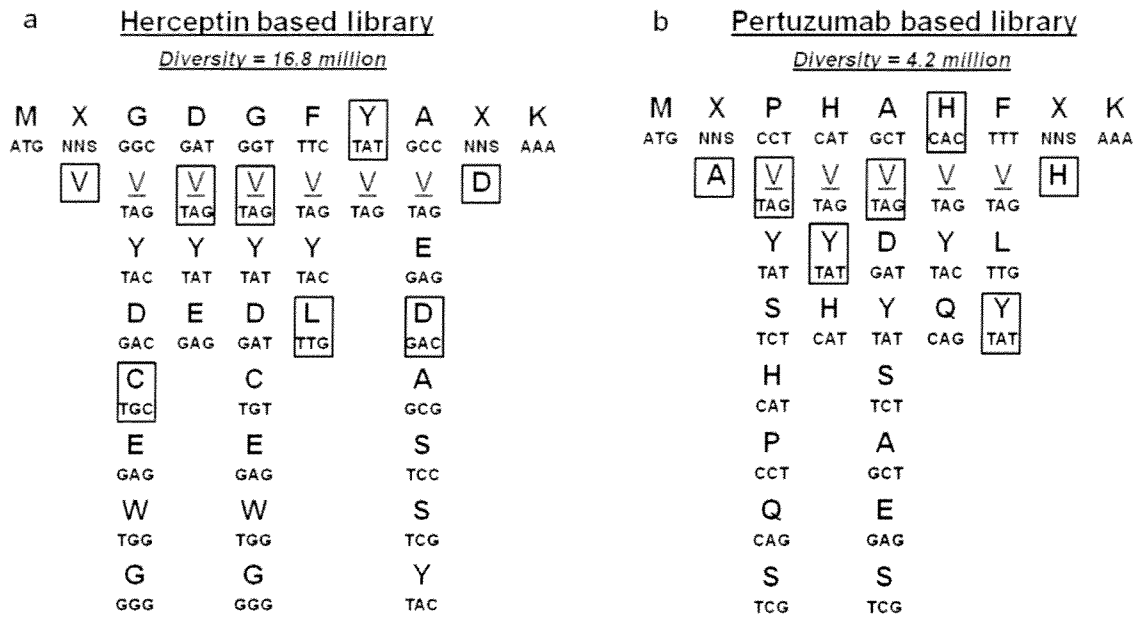 a Herceptin based library
Diversity = 16.8 million
M X G D G F Y A X K
ATG NNS GGC GAT GGT TTC TAT GCC NNS AAA
V V V V V V V D
TAG TAG TAG TAG TAG TAG
Y Y Y Y E
TAC TAT TAT TAC GAG
D E D L D
GAC GAG GAT TTG GAC
C C A
TGC TGT GCG
E E S
GAG GAG TCC
W W S
TGG TGG TCG
G G Y
GGG GGG TAC
b Pertuzumab based library
Diversity = 4.2 million
M X P H A H F X K
ATG NNS CCT CAT GCT CAC TTT NNS AAA
A V V V V V H
TAG TAG TAG TAG TAG
Y Y D Y L
TAT TAT GAT TAC TTG
S H Y Q Y
TCT CAT TAT CAG TAT
H S
CAT TCT
P A
CCT GCT
Q E
CAG GAG
S S
TCG TCG